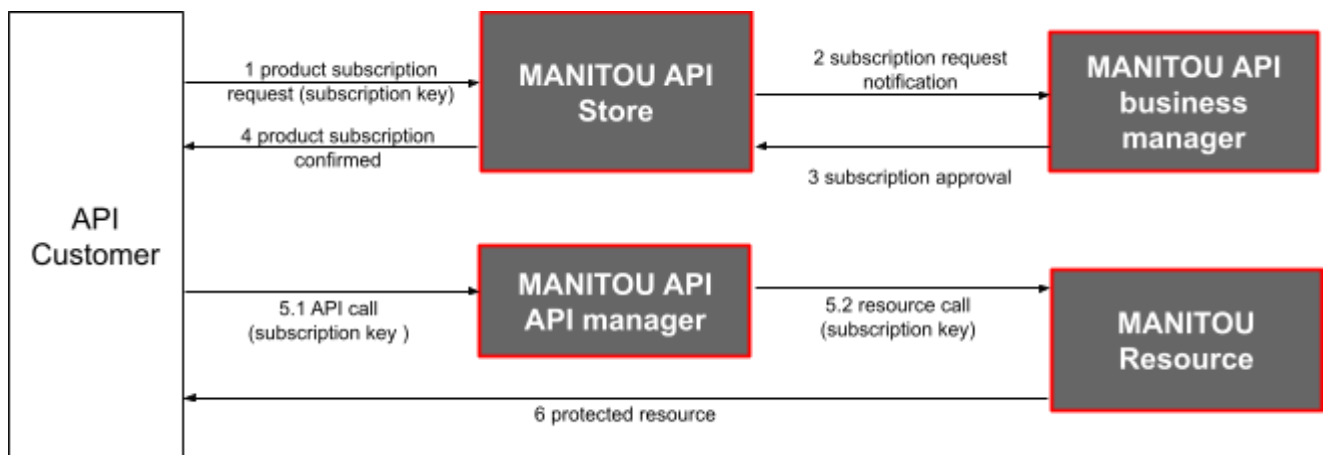 1 product subscription
request (subscription key)
MANITOU API
Store
2 subscription request
notification
MANITOU API
business
manager
4 product subscription
confirmed
3 subscription approval
API
Customer
MANITOU API
API manager
5.1 API call
(subscription key )
5.2 resource call
(subscription key)
MANITOU
Resource
6 protected resource